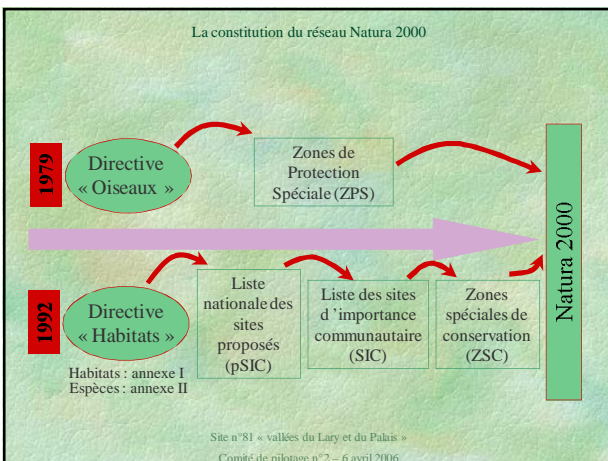 La constitution du réseau Natura 2000
1979
Directive
« Oiseaux »
Zones de
Protection
Spéciale (ZPS)
1992
Directive
« Habitats »
Habitats : annexe I
Espèces : annexe II
Liste
nationale des
sites
proposés
(pSIC)
Liste des sites
d ’importance
communautaire
(SIC)
Zones
spéciales de
conservation
(ZSC)
Natura 2000
Site n°81 « vallées du Lary et du Palais »
Comité de pilotage n°2 – 6 avril 2006